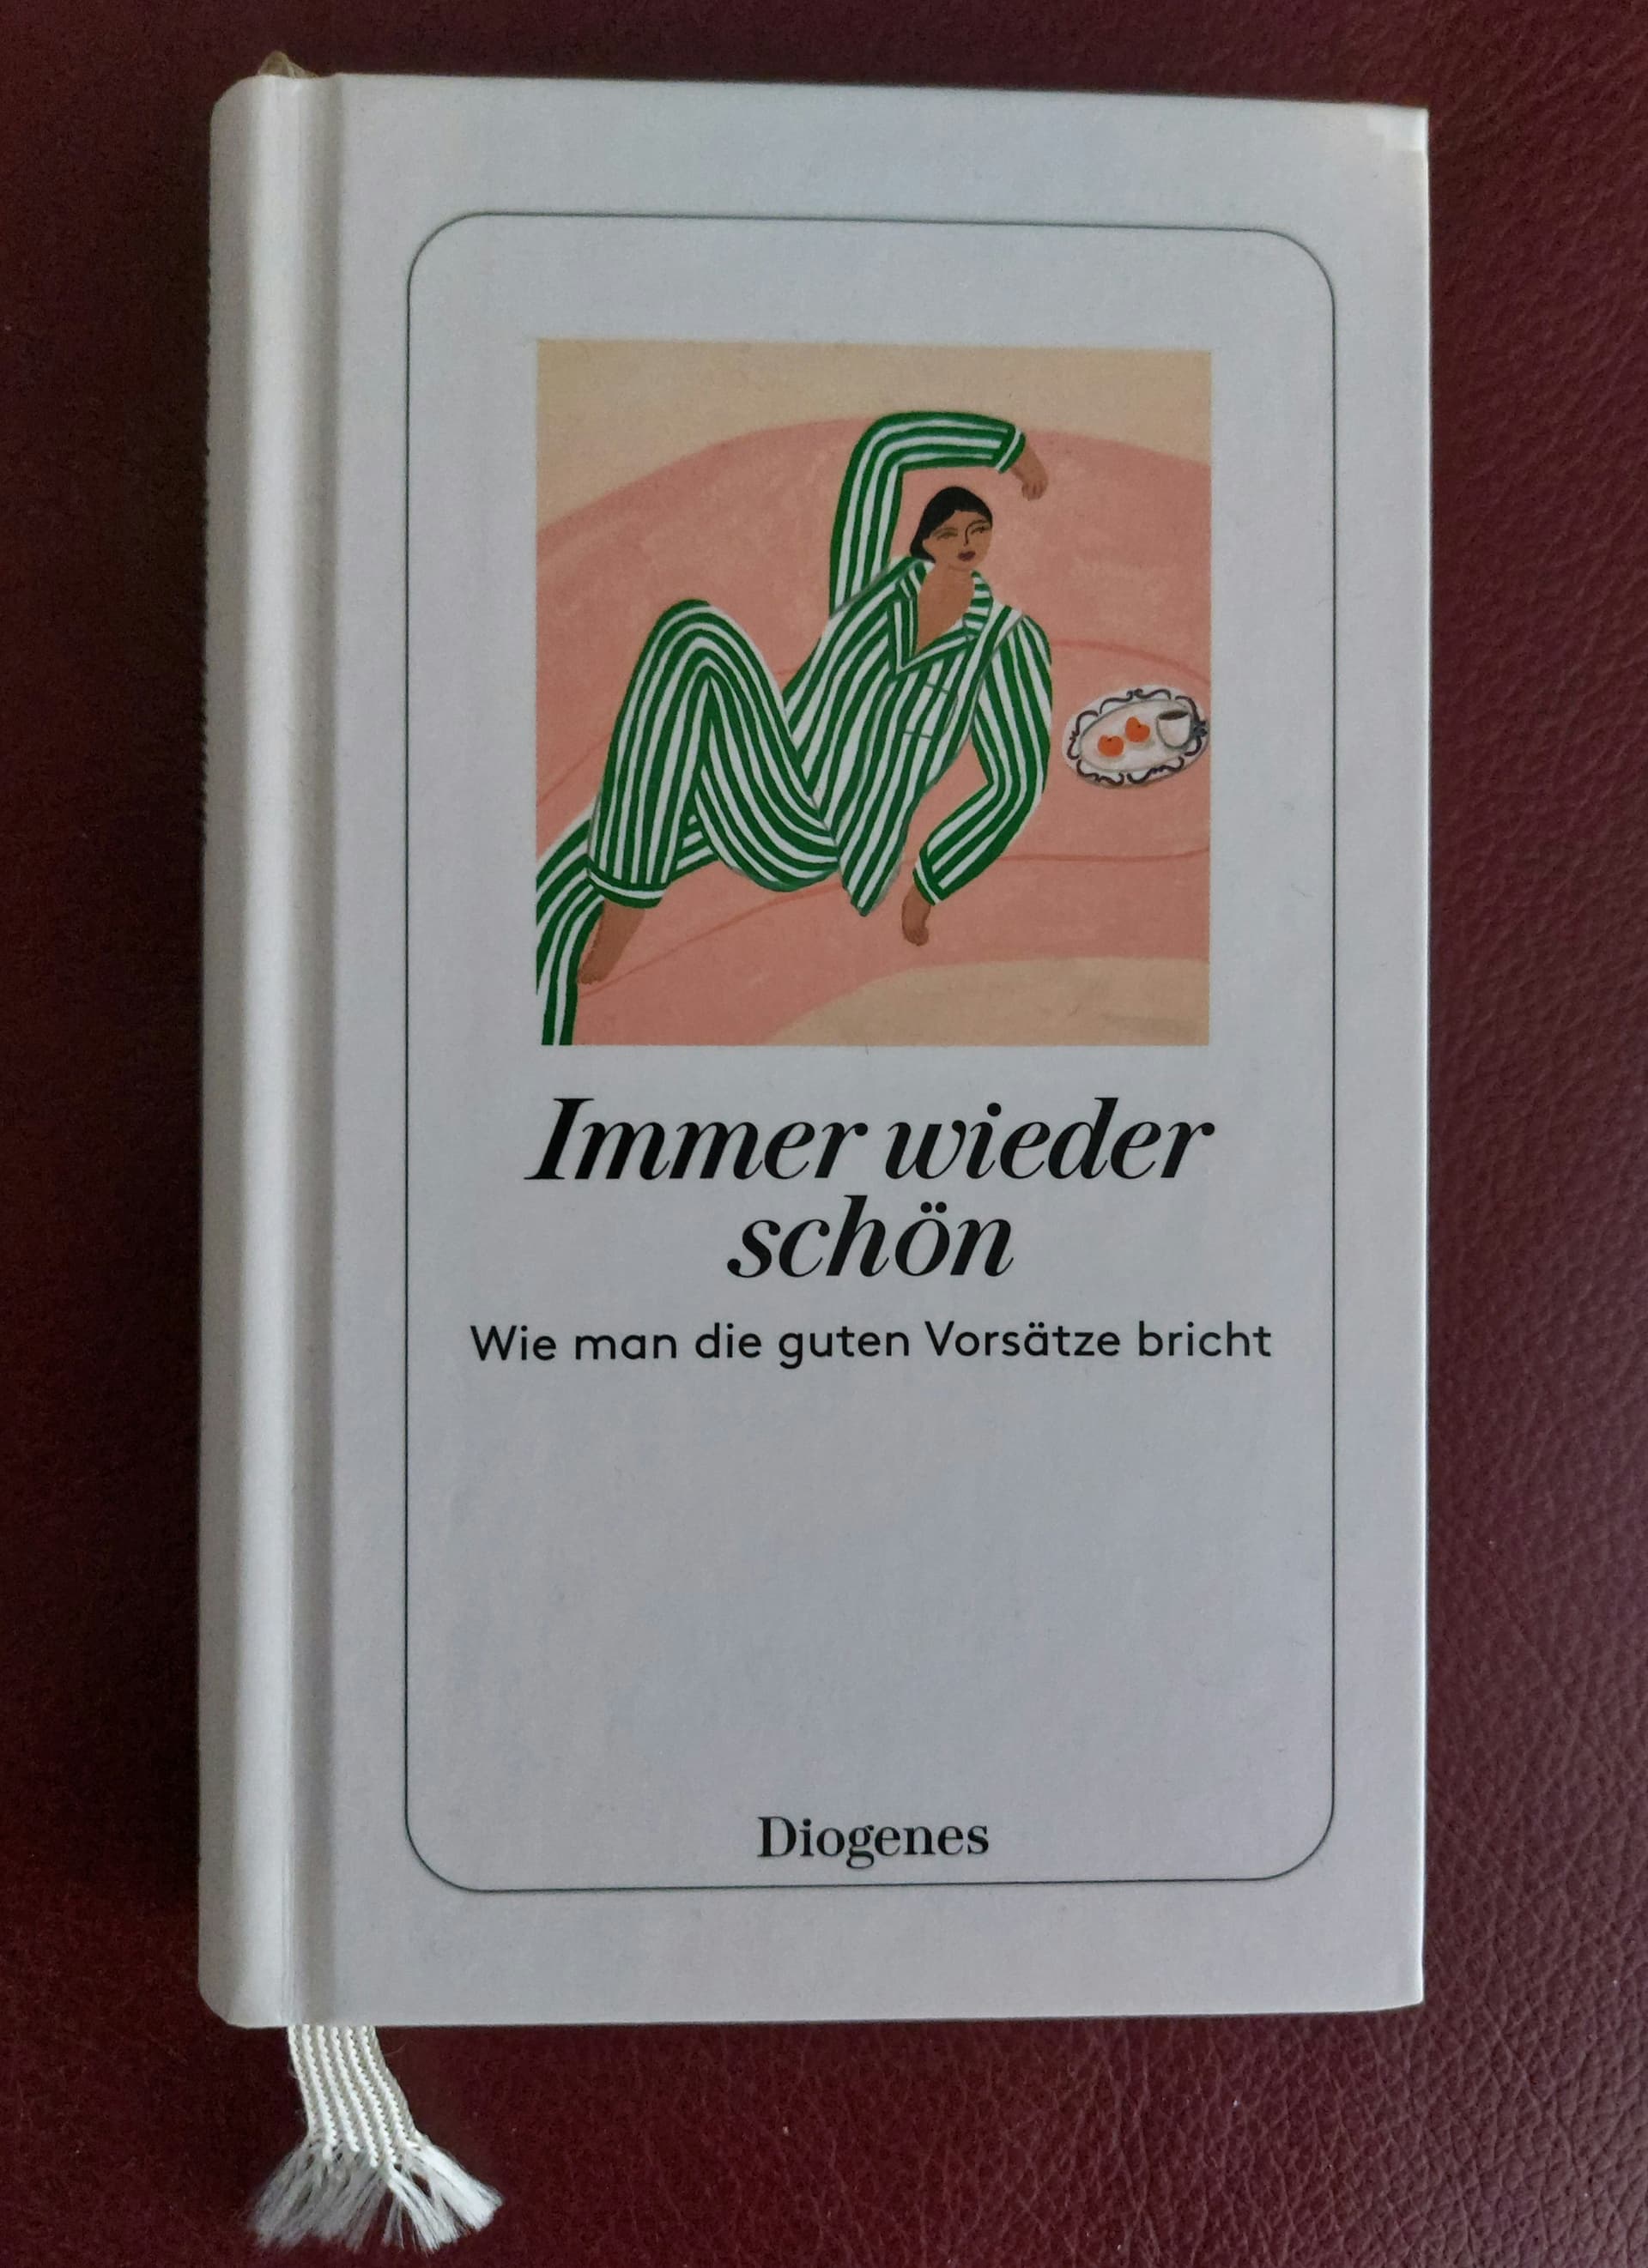 Immer wieder
schön
Wie man die guten Vorsätze bricht
Diogenes